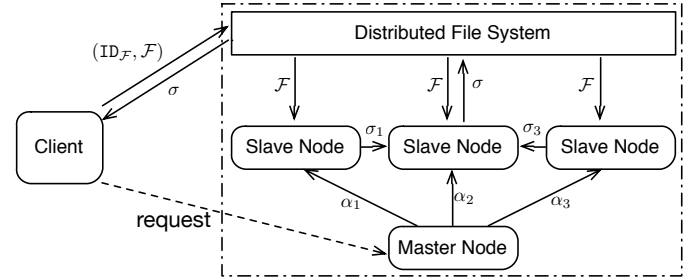 Distributed File System
(ID_ℱ, ℱ)
σ
ℱ
ℱ
σ
ℱ
Client
Slave Node
σ₁
Slave Node
σ₃
Slave Node
α₁
α₂
α₃
request
Master Node